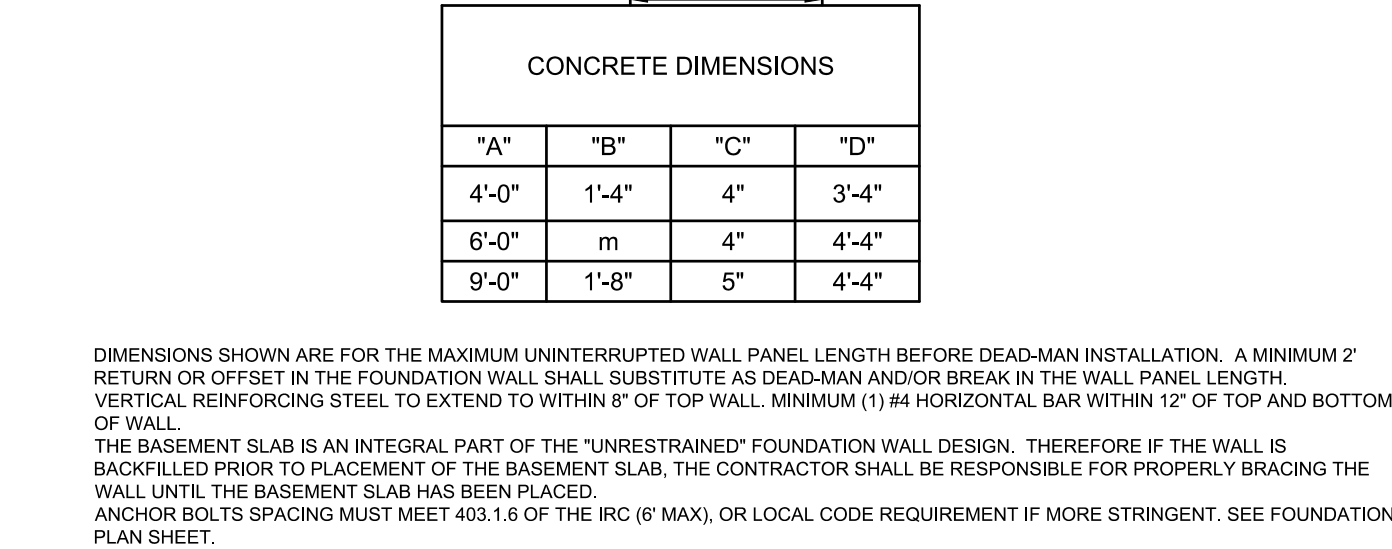 CONCRETE DIMENSIONS
"A" "B" "C" "D"
4'-0" 1'-4" 4" 3'-4"
6'-0" m 4" 4'-4"
9'-0" 1'-8" 5" 4'-4"
DIMENSIONS SHOWN ARE FOR THE MAXIMUM UNINTERRUPTED WALL PANEL LENGTH BEFORE DEAD-MAN INSTALLATION. A MINIMUM 2'
RETURN OR OFFSET IN THE FOUNDATION WALL SHALL SUBSTITUTE AS DEAD-MAN AND/OR BREAK IN THE WALL PANEL LENGTH.
VERTICAL REINFORCING STEEL TO EXTEND TO WITHIN 8" OF TOP WALL. MINIMUM (1) #4 HORIZONTAL BAR WITHIN 12" OF TOP AND BOTTOM
OF WALL.
THE BASEMENT SLAB IS AN INTEGRAL PART OF THE "UNRESTRAINED" FOUNDATION WALL DESIGN. THEREFORE IF THE WALL IS
BACKFILLED PRIOR TO PLACEMENT OF THE BASEMENT SLAB, THE CONTRACTOR SHALL BE RESPONSIBLE FOR PROPERLY BRACING THE
WALL UNTIL THE BASEMENT SLAB HAS BEEN PLACED.
ANCHOR BOLTS SPACING MUST MEET 403.1.6 OF THE IRC (6' MAX), OR LOCAL CODE REQUIREMENT IF MORE STRINGENT. SEE FOUNDATION
PLAN SHEET.